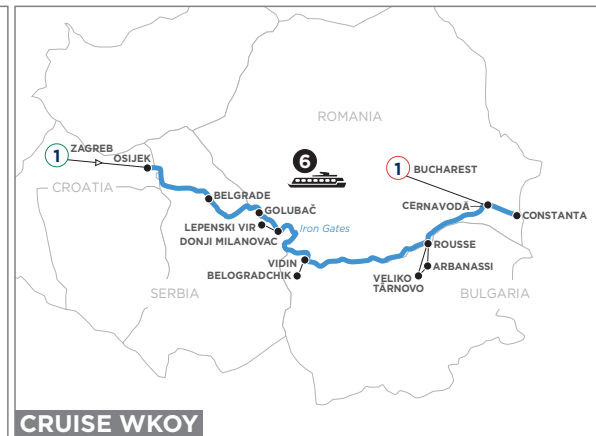 ROMANIA
1
ZAGREB
OSIJEK
CROATIA
6
1
BUCHAREST
BELGRADE
GOLUBAČ
CERNAVODĂ
CONSTANTA
LEPENSKI VIR
Iron Gates
DONJI MILANOVAC
ROUSSE
VIDIN
ARBANASSI
BELOGRADCHIK
VELIKO
TÂRNOVO
SERBIA
BULGARIA
CRUISE WKOY